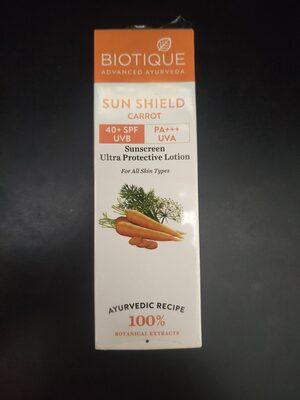 BIOTIQUE
ADVANCED AYURVEDA
SUN SHIELD
CARROT
40+ SPF PA+++
UVB UVA
Sunscreen
Ultra Protective Lotion
For All Skin Types
AYURVEDIC RECIPE
100%
BOTANICAL EXTRACTS